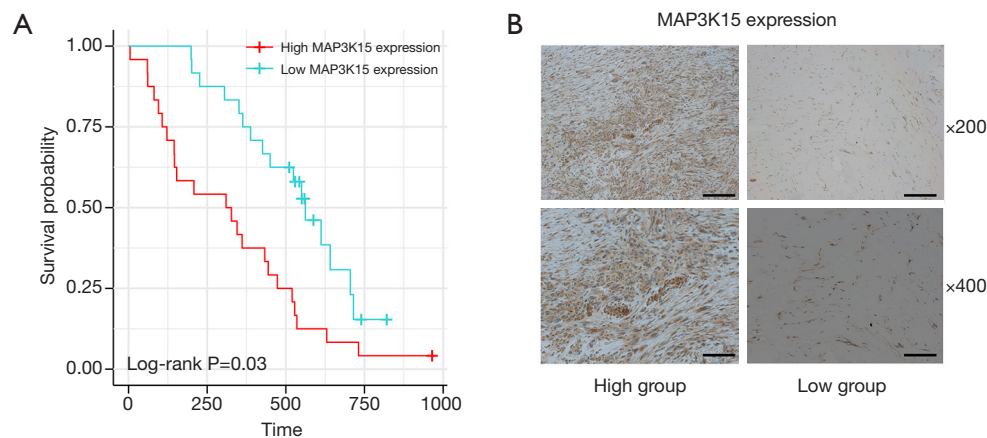 A
1.00
0.75
0.50
0.25
0.00
Survival probability
High MAP3K15 expression
Low MAP3K15 expression
Log-rank P=0.03
0
250
500
750
1000
Time
B
MAP3K15 expression
×200
×400
High group
Low group